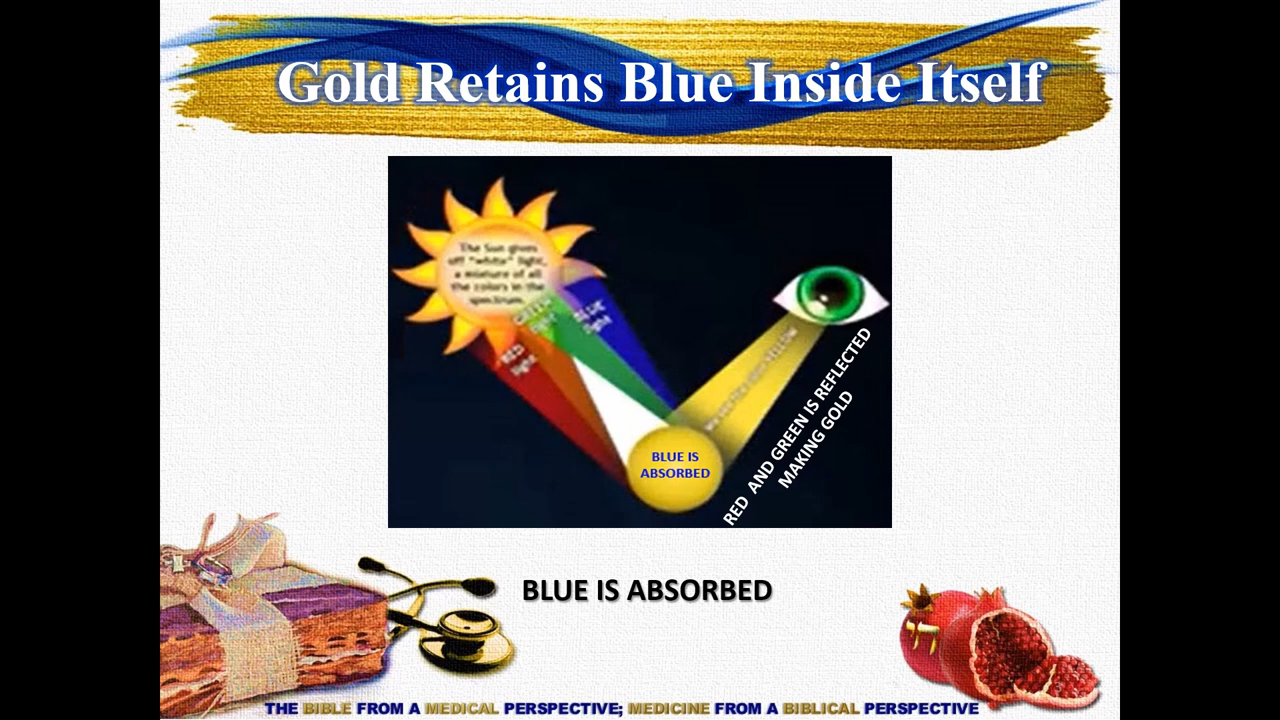 Gold Retains Blue Inside Itself
The Sun gives
off "white" light,
a mixture of all
the colors in the
spectrum.
GREEN
light
BLUE
light
RED
light
BLUE IS
ABSORBED
RED AND GREEN IS REFLECTED
MAKING GOLD
BLUE IS ABSORBED
THE BIBLE FROM A MEDICAL PERSPECTIVE; MEDICINE FROM A BIBLICAL PERSPECTIVE